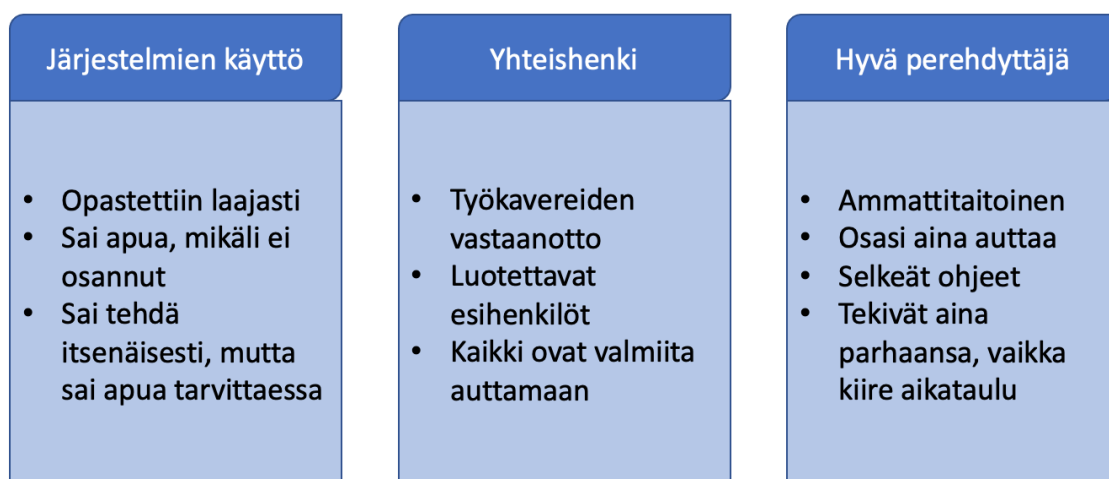 Järjestelmien käyttö
• Opastettiin laajasti
• Sai apua, mikäli ei
osannut
• Sai tehdä
itsenäisesti, mutta
sai apua tarvittaessa
Yhteishenki
• Työkavereiden
vastaanotto
• Luotettavat
esihenkilöt
• Kaikki ovat valmiita
auttamaan
Hyvä perehdyttäjä
• Ammattitaitoinen
• Osasi aina auttaa
• Selkeät ohjeet
• Tekivät aina
parhaansa, vaikka
kiire aikataulu